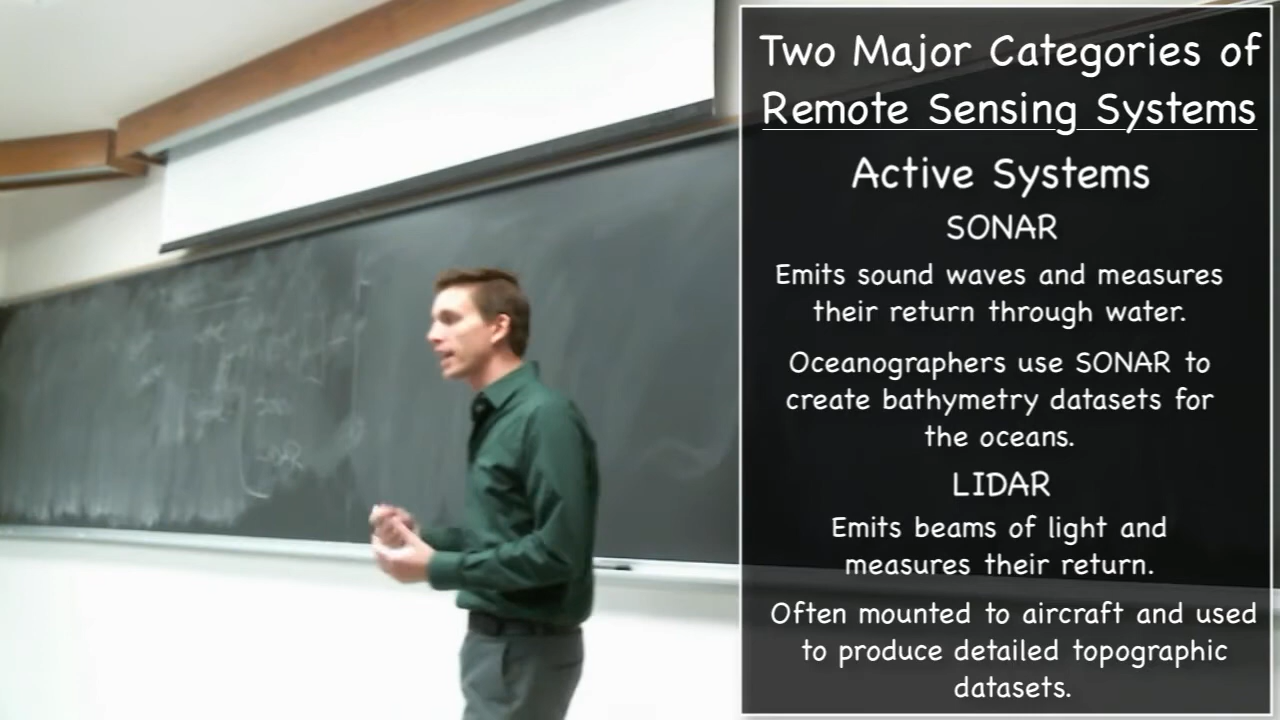 Two Major Categories of
Remote Sensing Systems
Active Systems
SONAR
Emits sound waves and measures
their return through water.
Oceanographers use SONAR to
create bathymetry datasets for
the oceans.
LIDAR
Emits beams of light and
measures their return.
Often mounted to aircraft and used
to produce detailed topographic
datasets.